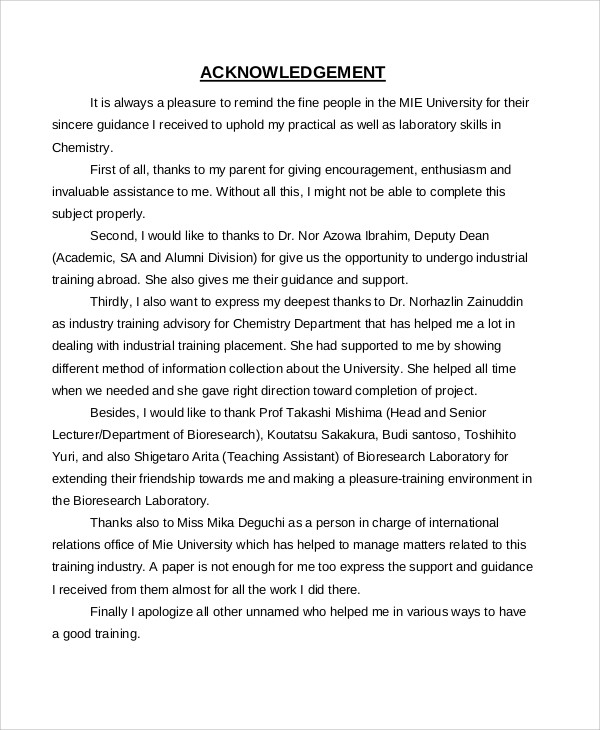 ACKNOWLEDGEMENT
It is always a pleasure to remind the fine people in the MIE University for their
sincere guidance I received to uphold my practical as well as laboratory skills in
Chemistry.
First of all, thanks to my parent for giving encouragement, enthusiasm and
invaluable assistance to me. Without all this, I might not be able to complete this
subject properly.
Second, I would like to thanks to Dr. Nor Azowa Ibrahim, Deputy Dean
(Academic, SA and Alumni Division) for give us the opportunity to undergo industrial
training abroad. She also gives me their guidance and support.
Thirdly, I also want to express my deepest thanks to Dr. Norhazlin Zainuddin
as industry training advisory for Chemistry Department that has helped me a lot in
dealing with industrial training placement. She had supported to me by showing
different method of information collection about the University. She helped all time
when we needed and she gave right direction toward completion of project.
Besides, I would like to thank Prof Takashi Mishima (Head and Senior
Lecturer/Department of Bioresearch), Koutatsu Sakakura, Budi santoso, Toshihito
Yuri, and also Shigetaro Arita (Teaching Assistant) of Bioresearch Laboratory for
extending their friendship towards me and making a pleasure-training environment in
the Bioresearch Laboratory.
Thanks also to Miss Mika Deguchi as a person in charge of international
relations office of Mie University which has helped to manage matters related to this
training industry. A paper is not enough for me too express the support and guidance
I received from them almost for all the work I did there.
Finally I apologize all other unnamed who helped me in various ways to have
a good training.